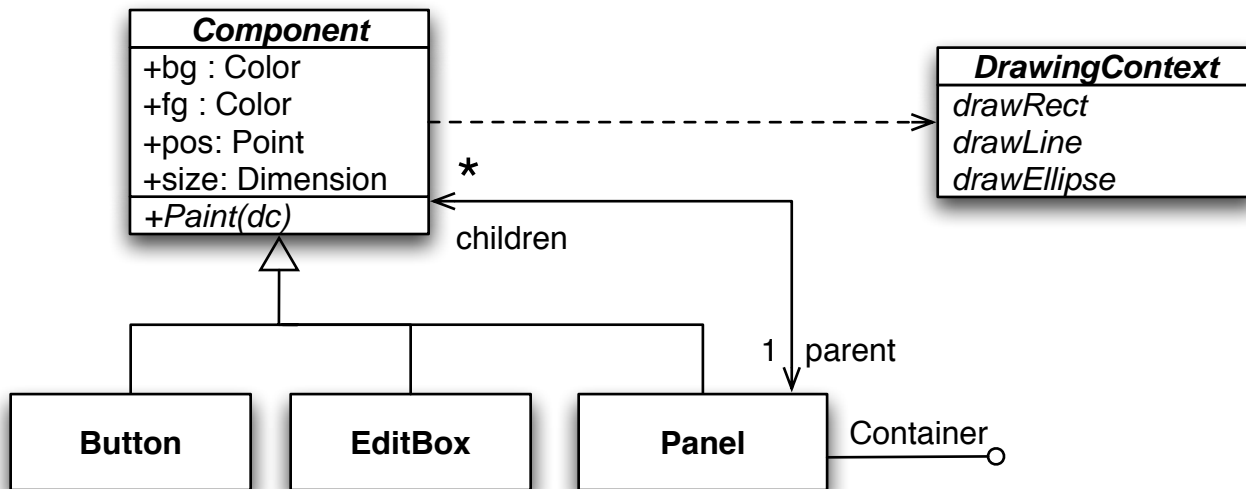 Component
+bg : Color
+fg : Color
+pos: Point
+size: Dimension
+Paint(dc)
DrawingContext
drawRect
drawLine
drawEllipse
*
children
1 parent
Button
EditBox
Panel
Container